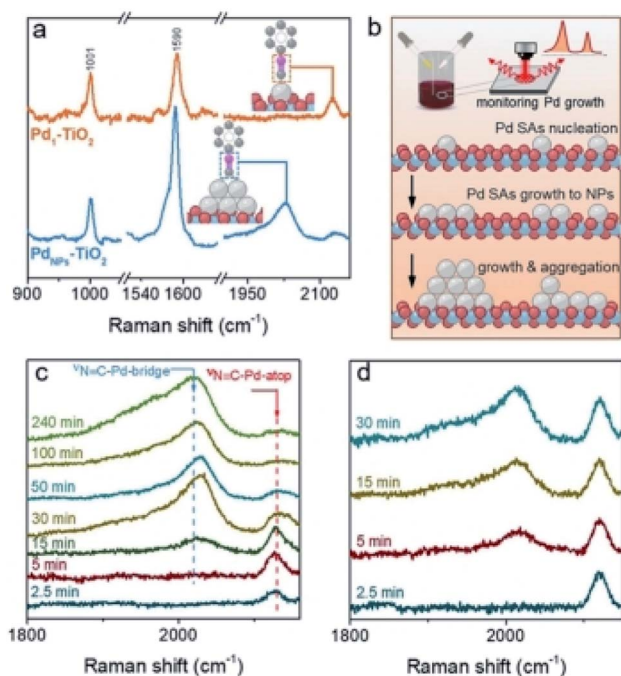 a
1001
1590
Pd₁-TiO₂
Pd_NPs-TiO₂
900 1000 1540 1600 1950 2100
Raman shift (cm⁻¹)
b
monitoring Pd growth
Pd SAs nucleation
Pd SAs growth to NPs
growth & aggregation
c
νN≡C-Pd-bridge
νN≡C-Pd-atop
240 min
100 min
50 min
30 min
15 min
5 min
2.5 min
1800 2000
Raman shift (cm⁻¹)
d
30 min
15 min
5 min
2.5 min
1800 2000
Raman shift (cm⁻¹)